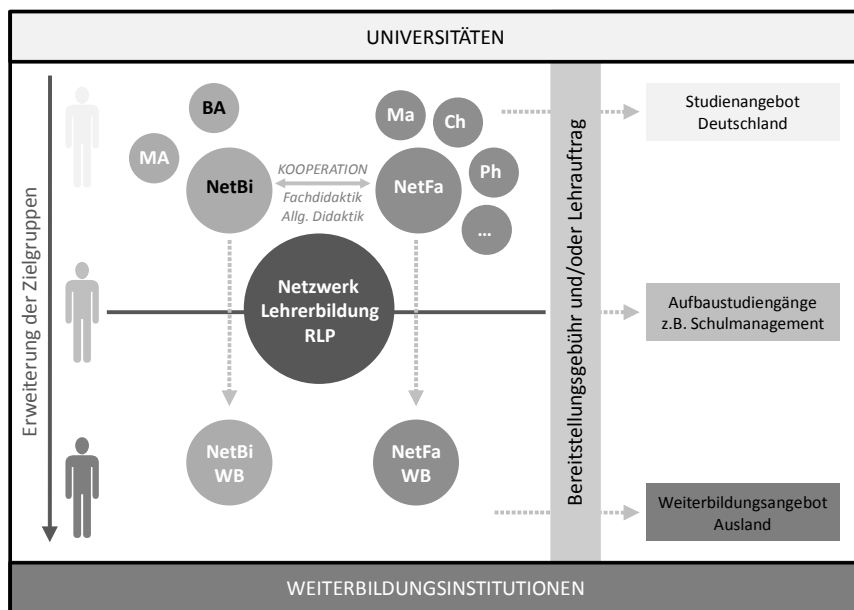 UNIVERSITÄTEN
Erweiterung der Zielgruppen
BA
MA
NetBi
KOOPERATION
Fachdidaktik
Allg. Didaktik
Ma
Ch
NetFa
Ph
...
Netzwerk
Lehrerbildung
RLP
NetBi
WB
NetFa
WB
Bereitstellungsgebühr und/oder Lehrauftrag
Studienangebot
Deutschland
Aufbaustudiengänge
z.B. Schulmanagement
Weiterbildungsangebot
Ausland
WEITERBILDUNGSINSTITUTIONEN